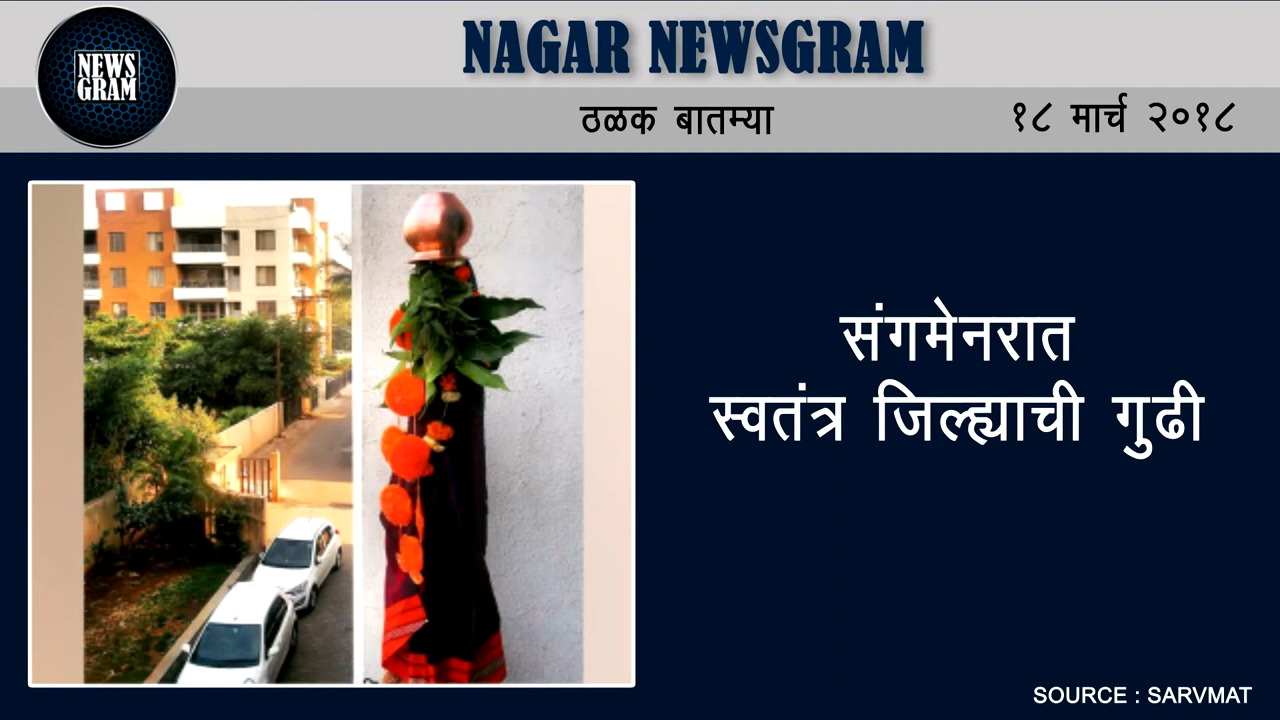 NEWS
GRAM
NAGAR NEWSGRAM
ठळक बातम्या
१८ मार्च २०१८
संगमेनरात
स्वतंत्र जिल्ह्याची गुढी
SOURCE : SARVMAT